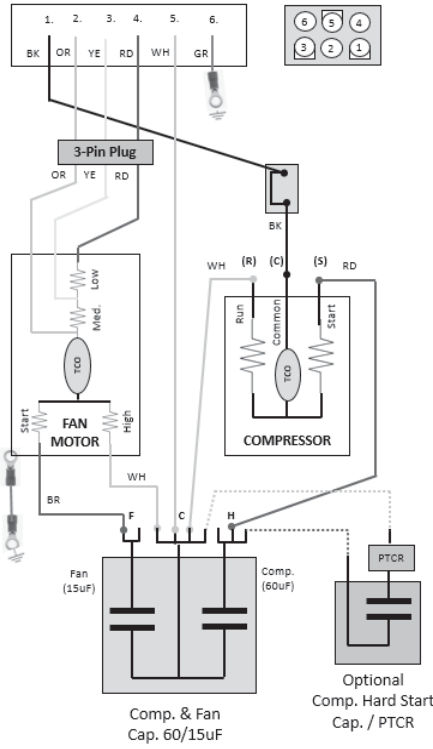 1. 2. 3. 4. 5. 6.
BK OR YE RD WH GR
6 5 4
3 2 1
3-Pin Plug
OR YE RD
BK
WH (R) (C) (S) RD
Low
Med.
TCO
Start
High
FAN
MOTOR
Run
Common
Start
TCO
COMPRESSOR
WH
BR
F C H
Fan
(15uF)
Comp.
(60uF)
PTCR
Comp. & Fan
Cap. 60/15uF
Optional
Comp. Hard Start
Cap. / PTCR